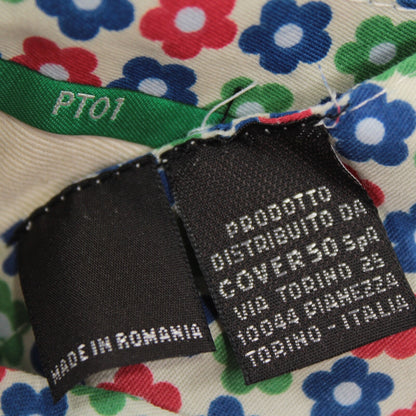 PT01
MADE IN ROMANIA
PRODOTTO
DISTRIBUITO DA
COVER 50 SpA
VIA TORINO 25
10044 PIANEZZA
TORINO - ITALIA